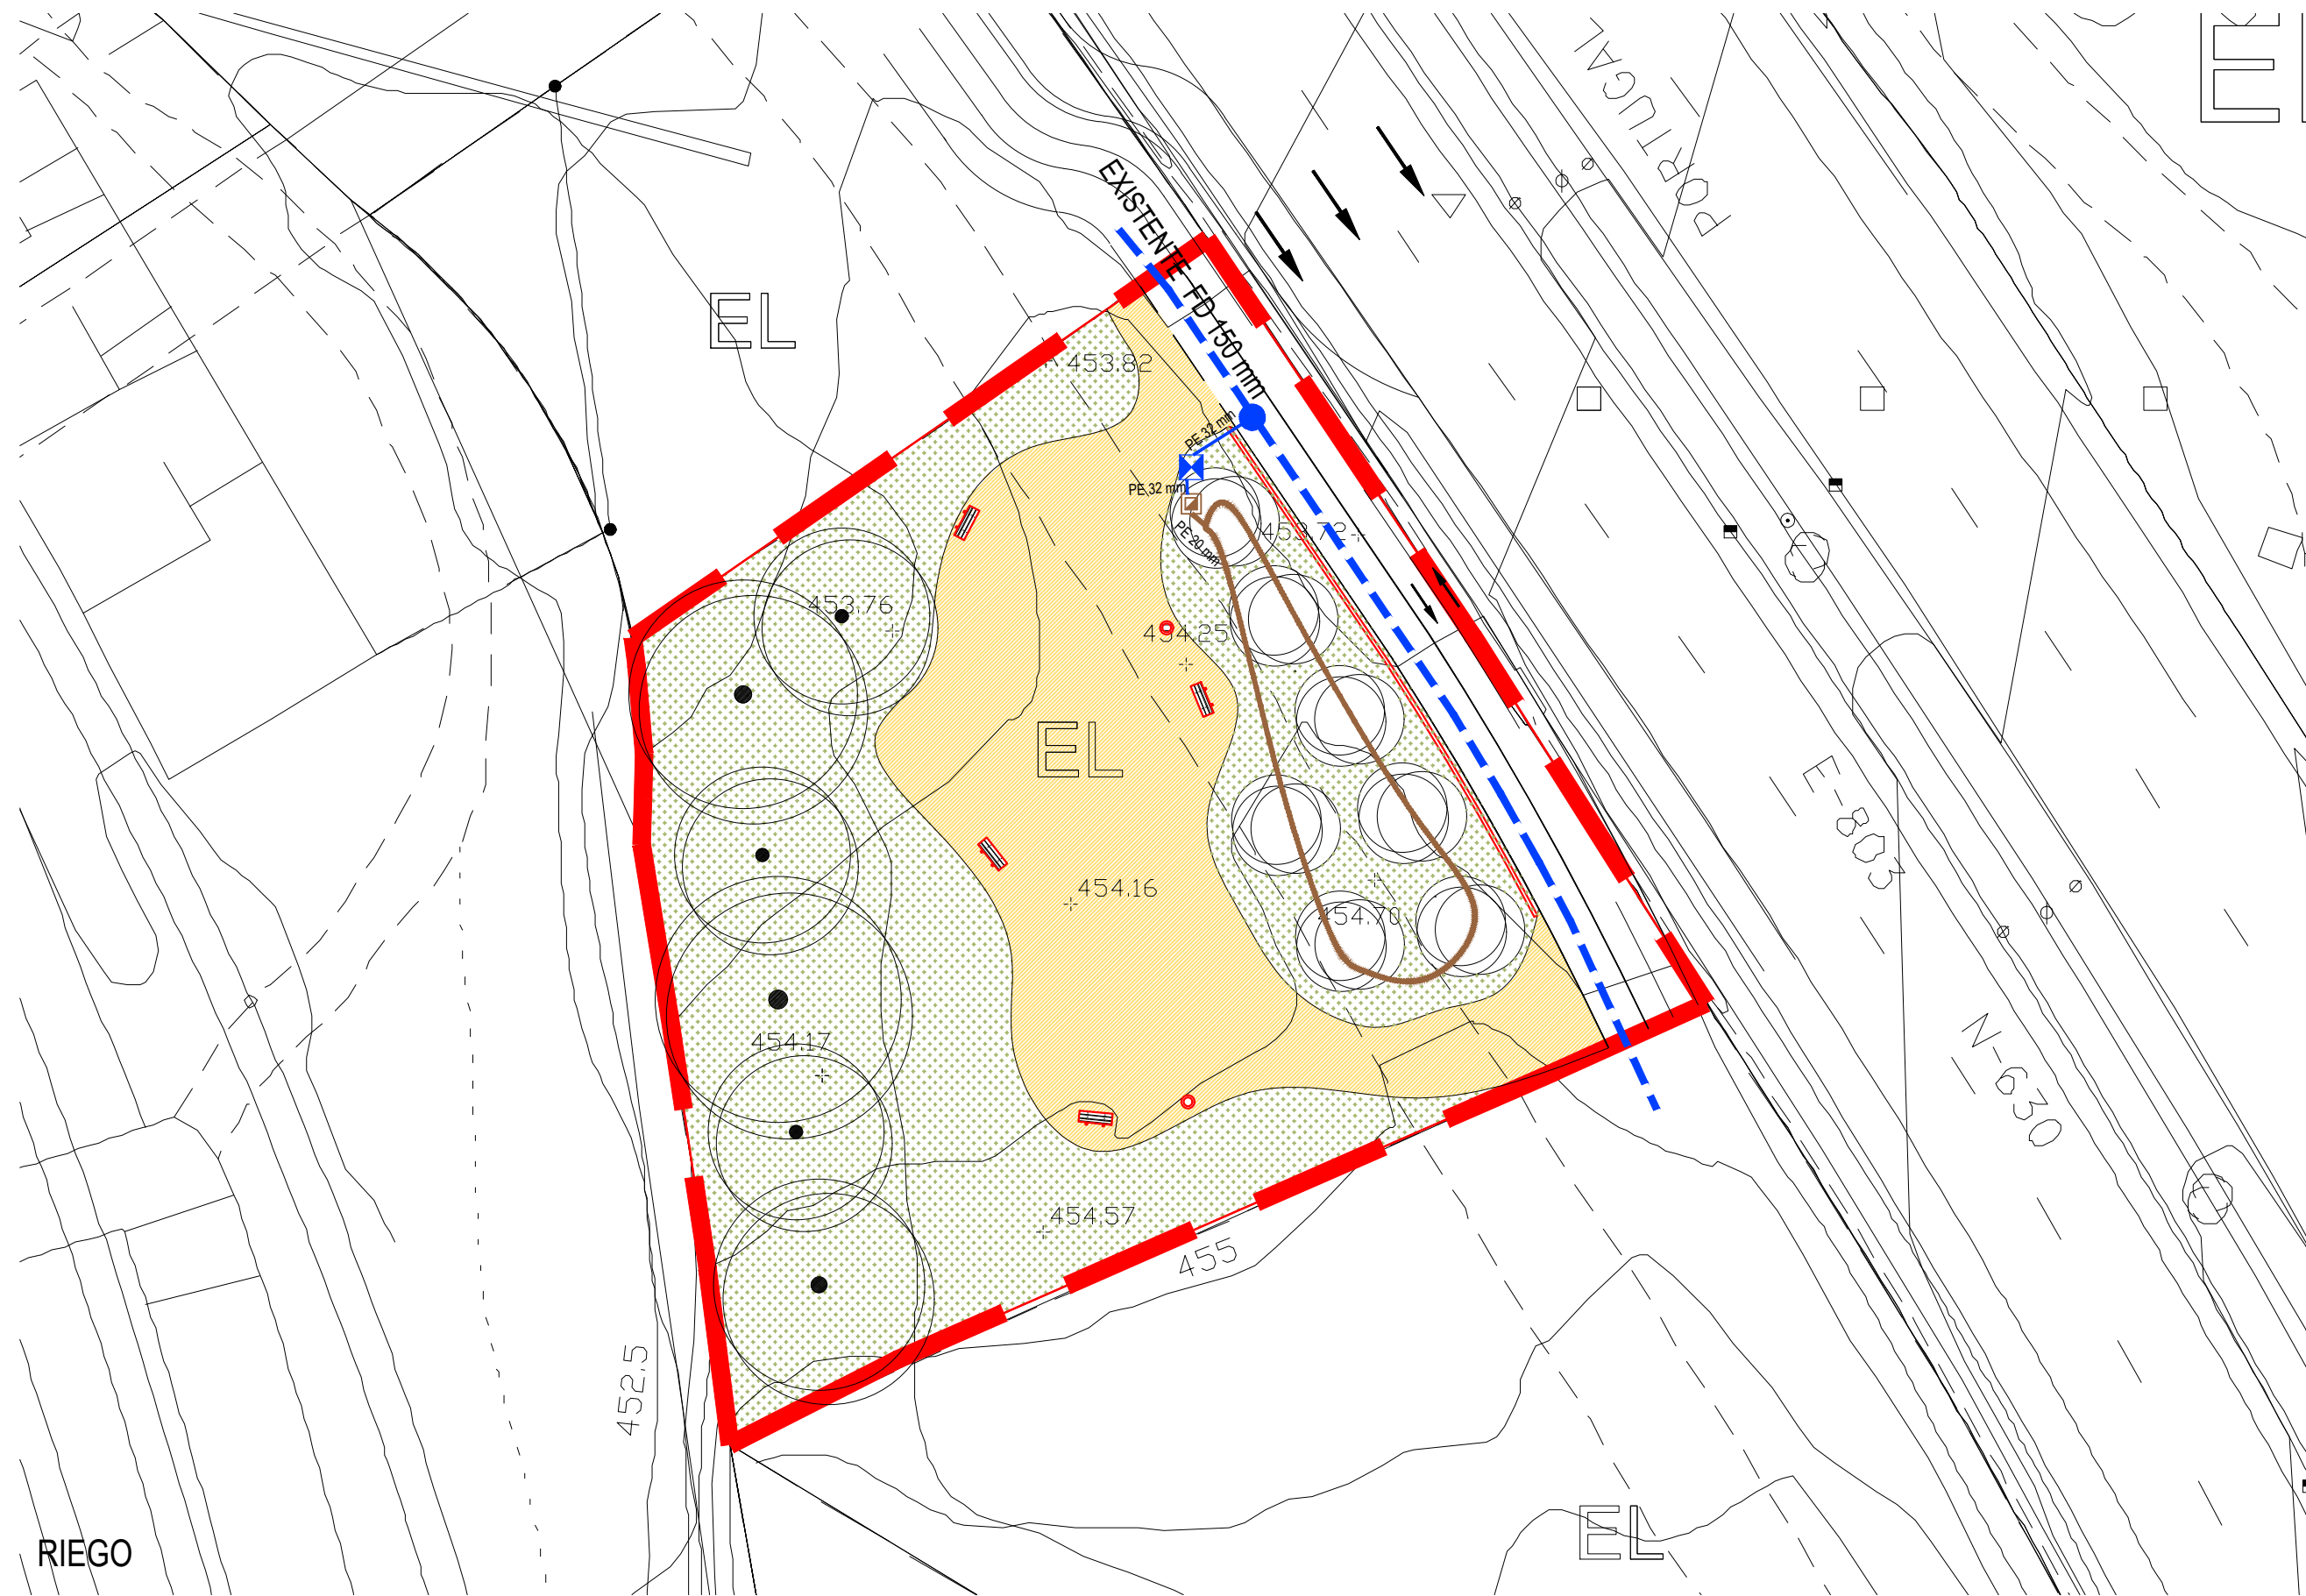 PORTUGAL
EL
EXISTENTE FD 150 mm
EL
453.82
PE 32 mm
PE 32 mm
PE 20 mm
453.72
453.76
454.25
EL
E-803
454.16
454.70
454.17
N-630
454.57
455
452.5
EL
RIEGO